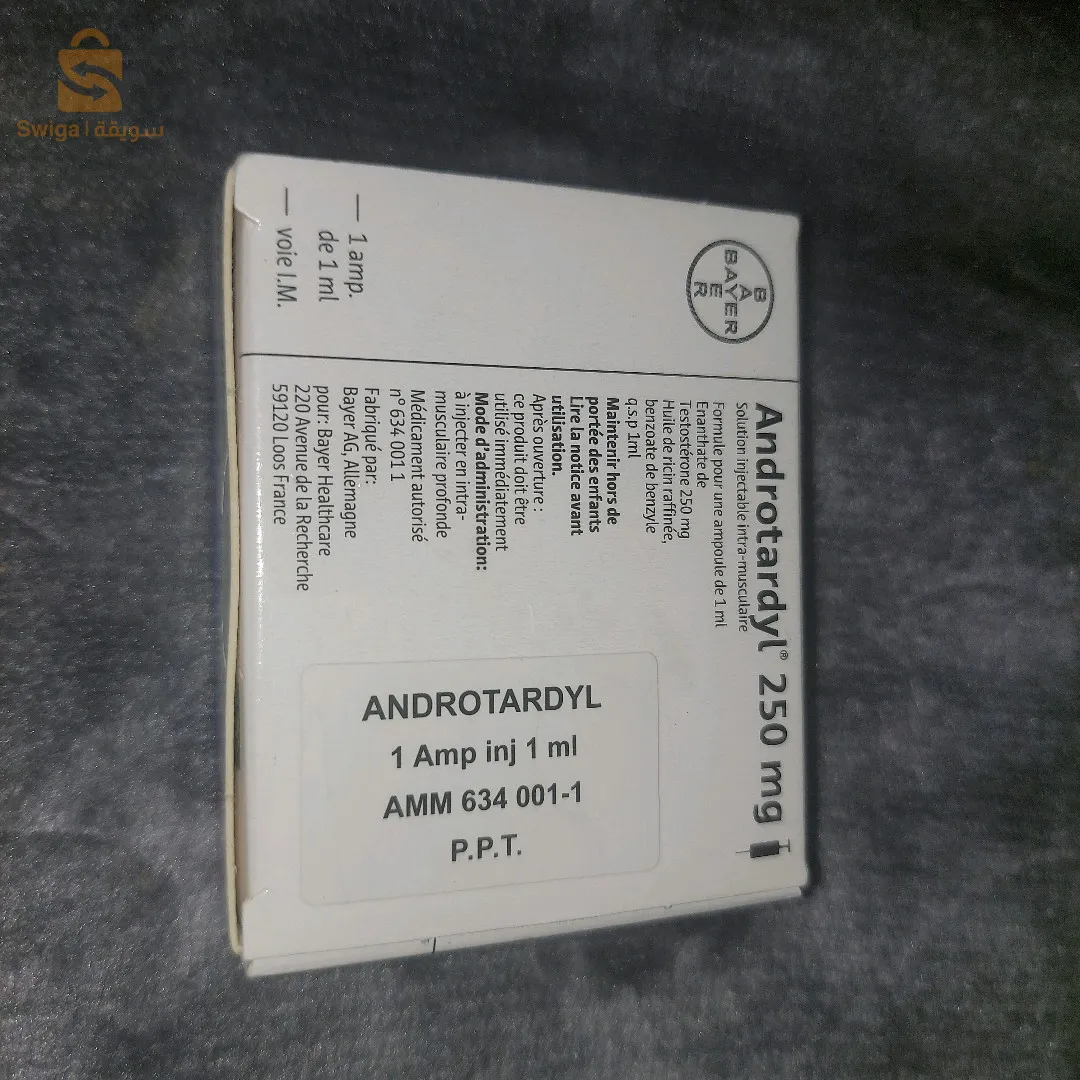 Swiga | سويقة
BAYER
BAYER
Androtardyl® 250 mg
Solution injectable intra-musculaire
Formule pour une ampoule de 1 ml
Enanthate de
Testostérone 250 mg
Huile de ricin raffinée,
benzoate de benzyle
q.s.p 1ml
Maintenir hors de
portée des enfants
Lire la notice avant
utilisation.
Après ouverture :
ce produit doit être
utilisé immédiatement
Mode d'administration:
à injecter en intra-
musculaire profonde
Médicament autorisé
n° 634 001 1
Fabriqué par:
Bayer AG, Allemagne
pour: Bayer Healthcare
220 Avenue de la Recherche
59120 Loos France
— 1 amp.
de 1 ml
— voie I.M.
ANDROTARDYL
1 Amp inj 1 ml
AMM 634 001-1
P.P.T.